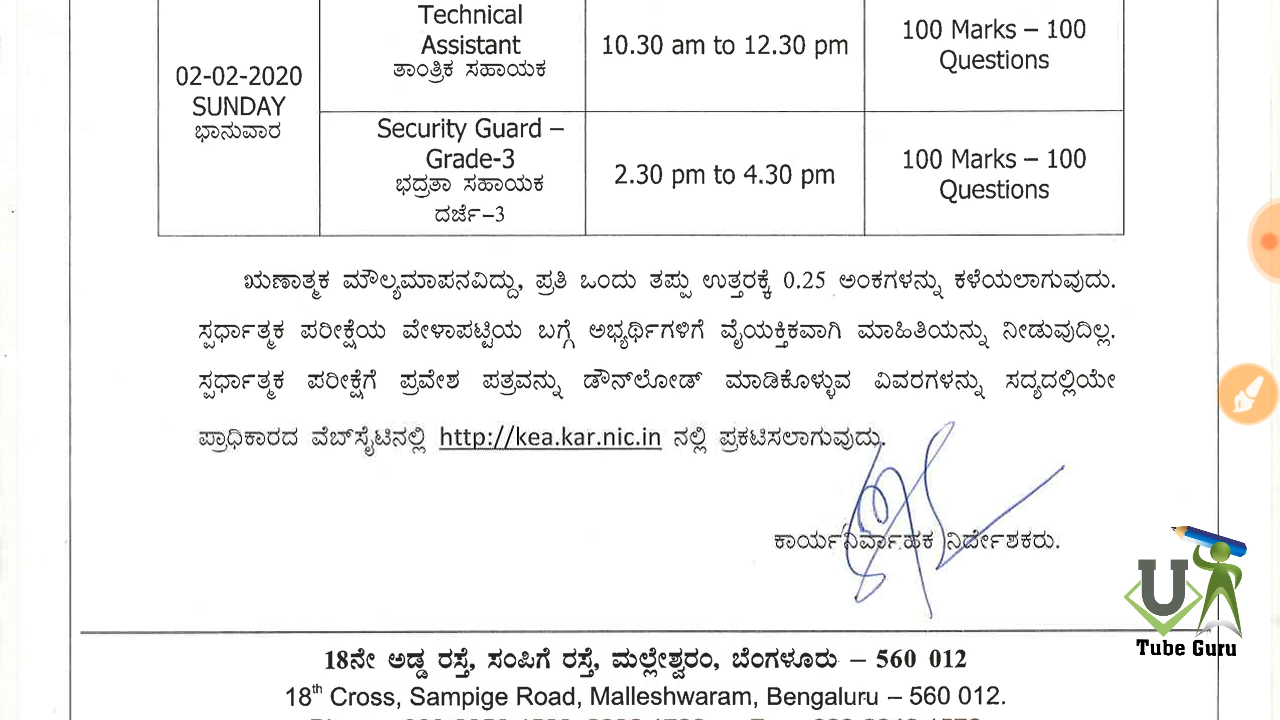 Technical
Assistant
ತಾಂತ್ರಿಕ ಸಹಾಯಕ
10.30 am to 12.30 pm
100 Marks – 100
Questions
02-02-2020
SUNDAY
ಭಾನುವಾರ
Security Guard –
Grade-3
ಭದ್ರತಾ ಸಹಾಯಕ
ದರ್ಜೆ-3
2.30 pm to 4.30 pm
100 Marks – 100
Questions
ಋಣಾತ್ಮಕ ಮೌಲ್ಯಮಾಪನವಿದ್ದು, ಪ್ರತಿ ಒಂದು ತಪ್ಪು ಉತ್ತರಕ್ಕೆ 0.25 ಅಂಕಗಳನ್ನು ಕಳೆಯಲಾಗುವುದು.
ಸ್ಪರ್ಧಾತ್ಮಕ ಪರೀಕ್ಷೆಯ ವೇಳಾಪಟ್ಟಿಯ ಬಗ್ಗೆ ಅಭ್ಯರ್ಥಿಗಳಿಗೆ ವೈಯಕ್ತಿಕವಾಗಿ ಮಾಹಿತಿಯನ್ನು ನೀಡುವುದಿಲ್ಲ.
ಸ್ಪರ್ಧಾತ್ಮಕ ಪರೀಕ್ಷೆಗೆ ಪ್ರವೇಶ ಪತ್ರವನ್ನು ಡೌನ್‌ಲೋಡ್ ಮಾಡಿಕೊಳ್ಳುವ ವಿವರಗಳನ್ನು ಸದ್ಯದಲ್ಲಿಯೇ
ಪ್ರಾಧಿಕಾರದ ವೆಬ್‌ಸೈಟಿನಲ್ಲಿ http://kea.kar.nic.in ನಲ್ಲಿ ಪ್ರಕಟಿಸಲಾಗುವುದು.
ಕಾರ್ಯನಿರ್ವಾಹಕ ನಿರ್ದೇಶಕರು.
U
Tube Guru
18ನೇ ಅಡ್ಡ ರಸ್ತೆ, ಸಂಪಿಗೆ ರಸ್ತೆ, ಮಲ್ಲೇಶ್ವರಂ, ಬೆಂಗಳೂರು – 560 012
18th Cross, Sampige Road, Malleshwaram, Bengaluru – 560 012.